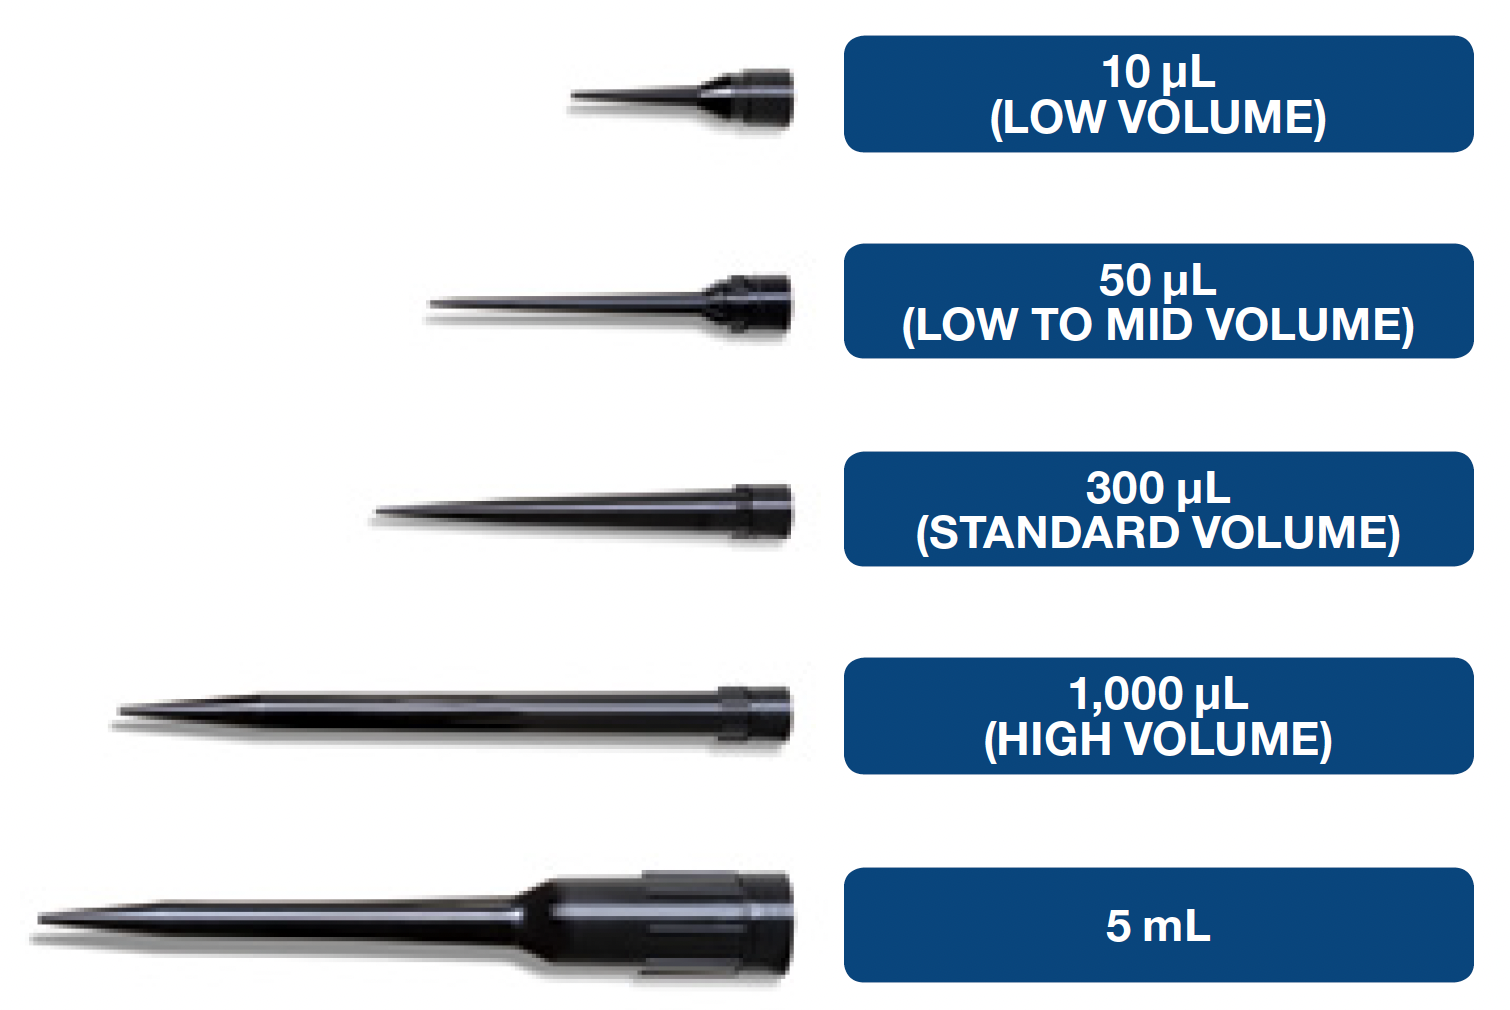 10 µL
(LOW VOLUME)
50 µL
(LOW TO MID VOLUME)
300 µL
(STANDARD VOLUME)
1,000 µL
(HIGH VOLUME)
5 mL